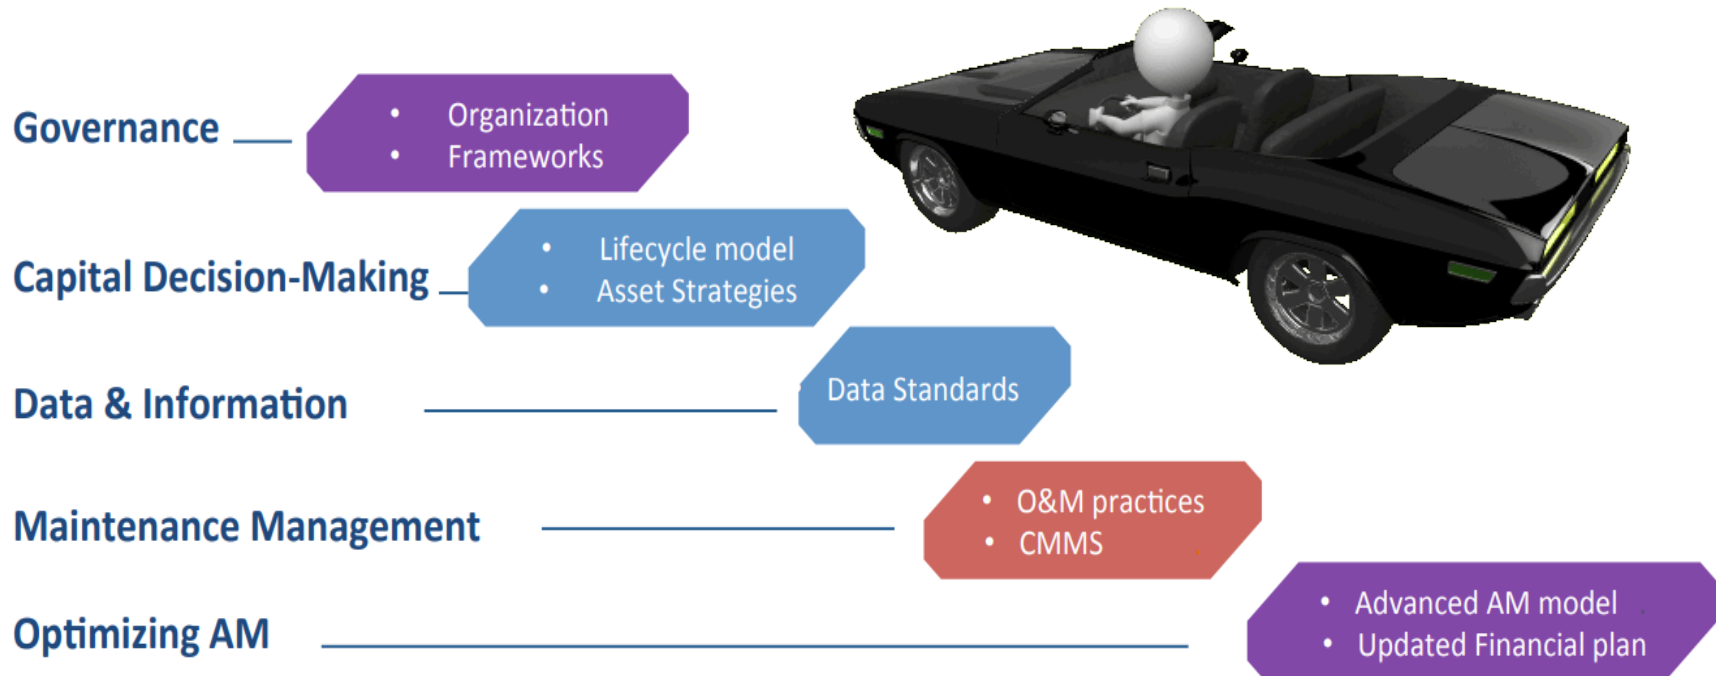 Governance
• Organization
• Frameworks
Capital Decision-Making
• Lifecycle model
• Asset Strategies
Data & Information
Data Standards
Maintenance Management
• O&M practices
• CMMS
Optimizing AM
• Advanced AM model
• Updated Financial plan